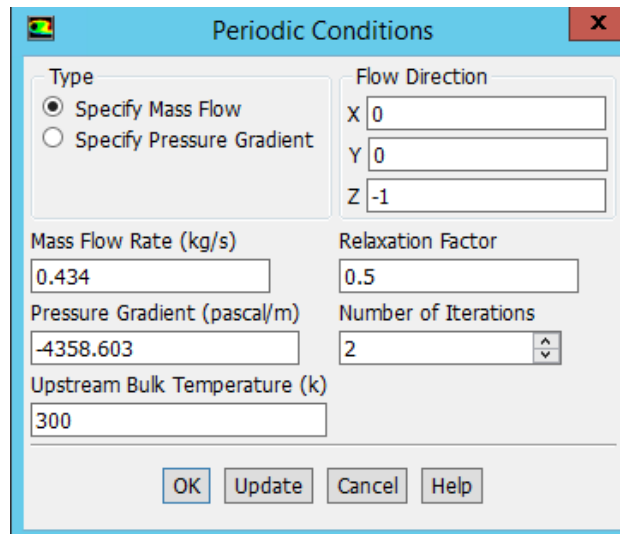 Periodic Conditions
x
Type
Specify Mass Flow
Specify Pressure Gradient
Flow Direction
X 0
Y 0
Z -1
Mass Flow Rate (kg/s)
0.434
Relaxation Factor
0.5
Pressure Gradient (pascal/m)
-4358.603
Number of Iterations
2
Upstream Bulk Temperature (k)
300
OK Update Cancel Help